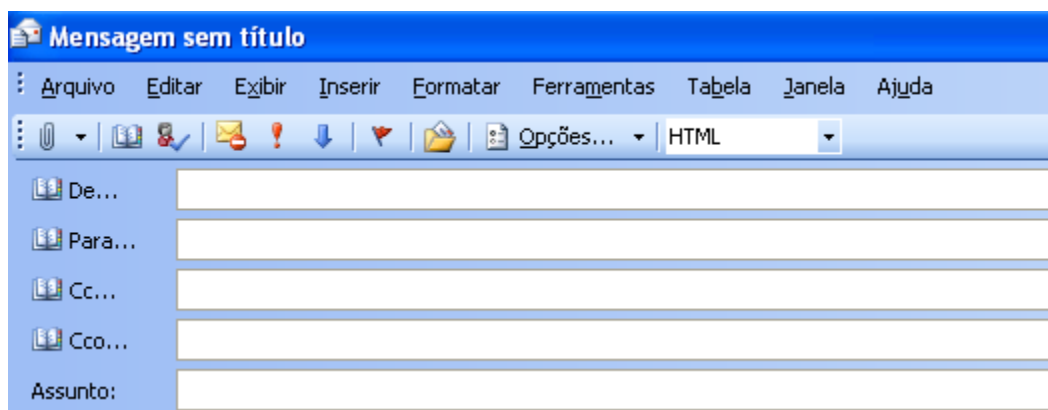 Mensagem sem título
Arquivo Editar Exibir Inserir Formatar Ferramentas Tabela Janela Ajuda
Opções... HTML
De...
Para...
Cc...
Cco...
Assunto: